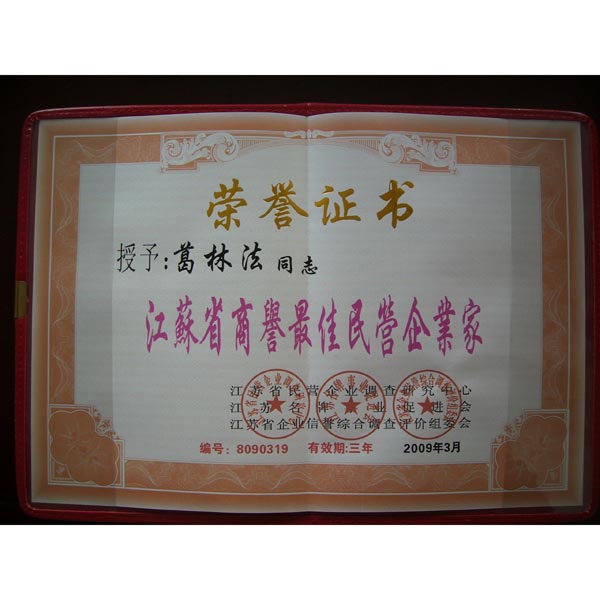 荣誉证书
授予:葛林法 同志
江蘇省商譽最佳民營企業家
江苏省民营企业调查研究中心
江苏名牌企业促进会
江苏省企业信誉综合调查评价组委会
编号：8090319 有效期:三年 2009年3月